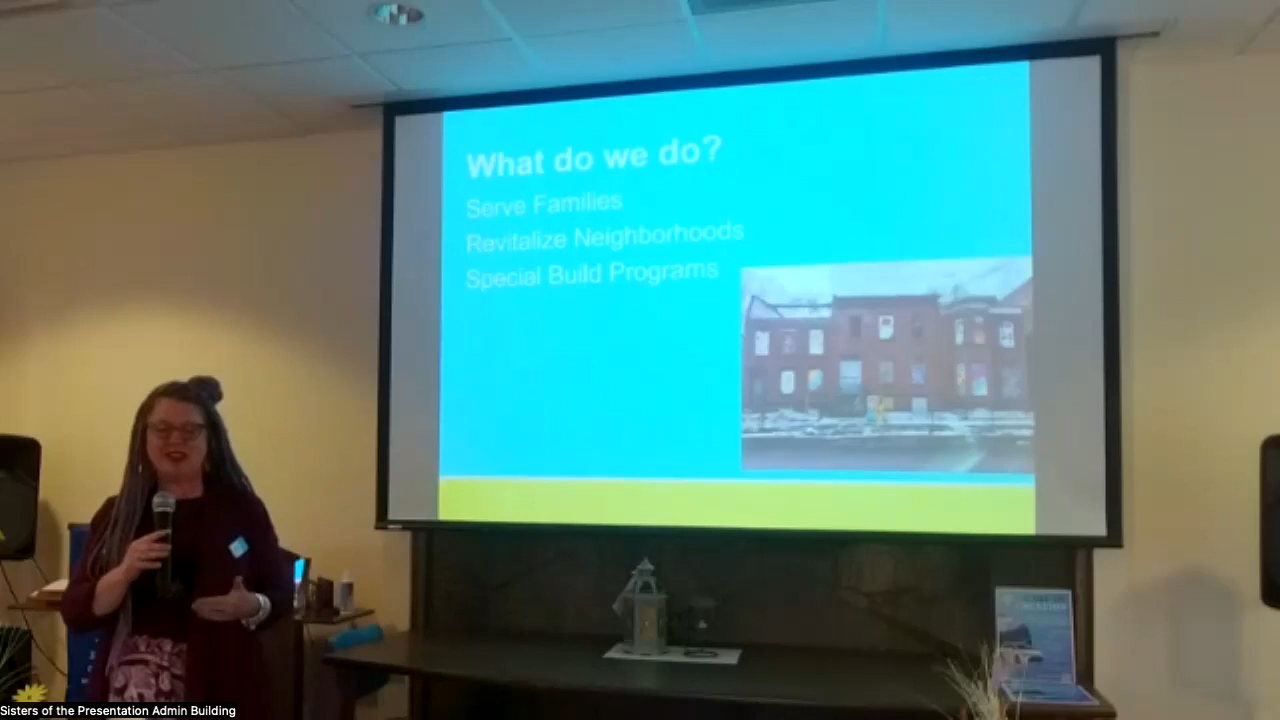 What do we do?
Serve Families
Revitalize Neighborhoods
Special Build Programs
Sisters of the Presentation Admin Building